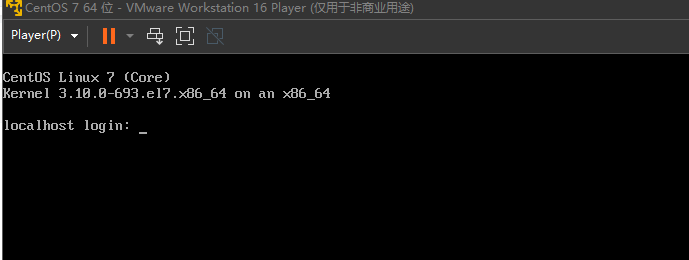 CentOS 7 64 位 - VMware Workstation 16 Player (仅用于非商业用途)
Player(P)
CentOS Linux 7 (Core)
Kernel 3.10.0-693.el7.x86_64 on an x86_64
localhost login: _